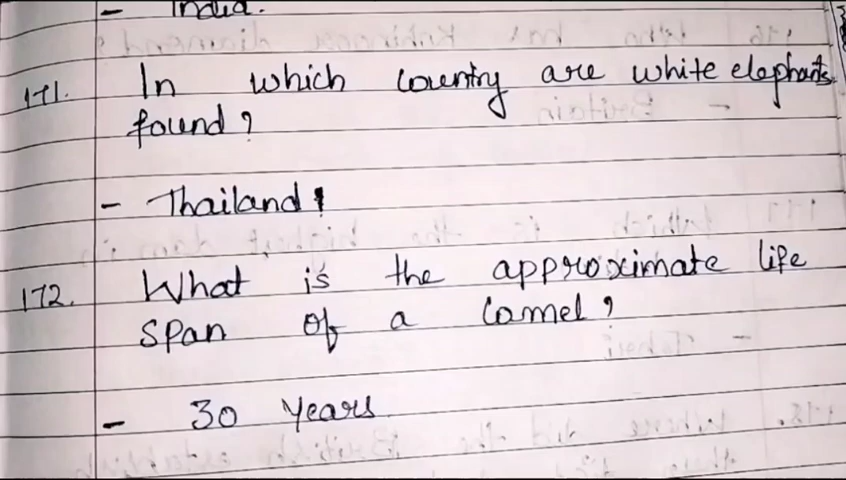 - India.
171. In which country are white elephants
found?
- Thailand!
172. What is the approximate life
span of a camel?
- 30 years